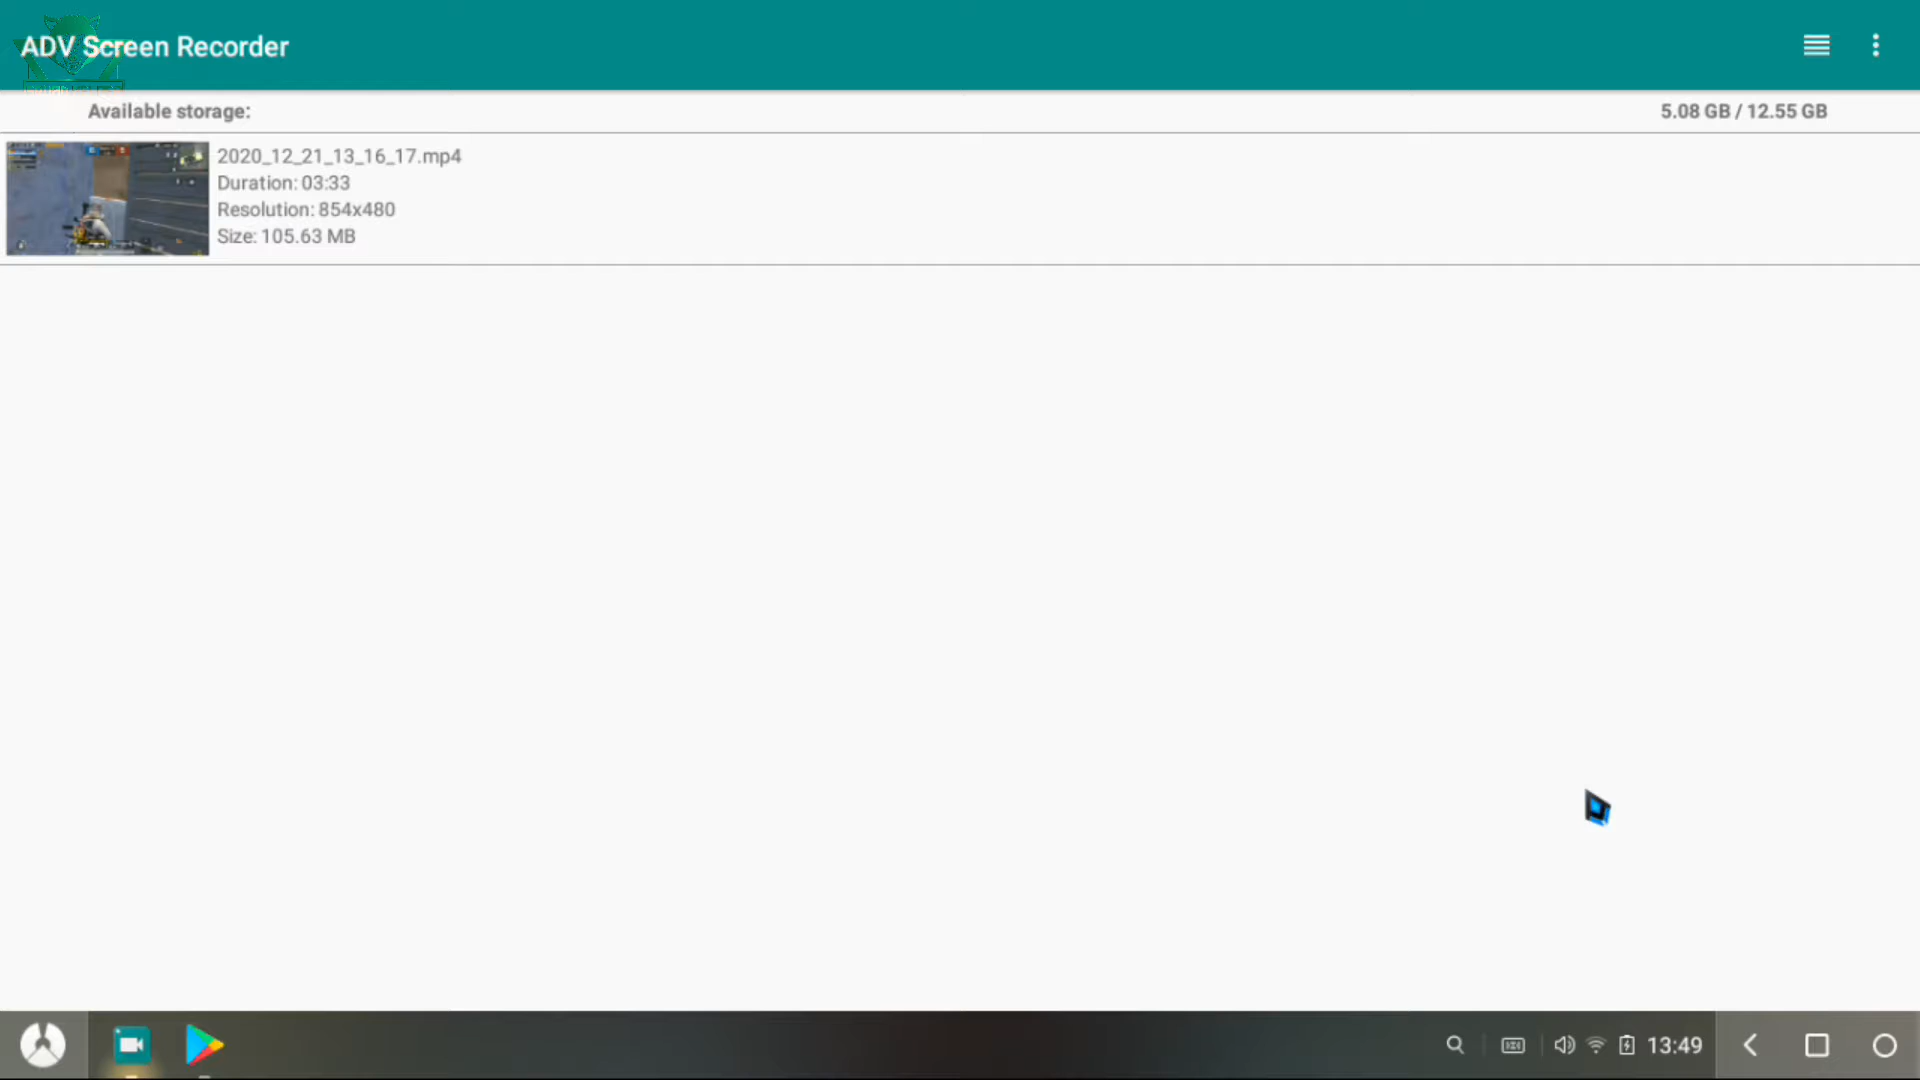 ADV Screen Recorder
Available storage:
5.08 GB / 12.55 GB
2020_12_21_13_16_17.mp4
Duration: 03:33
Resolution: 854x480
Size: 105.63 MB
13:49